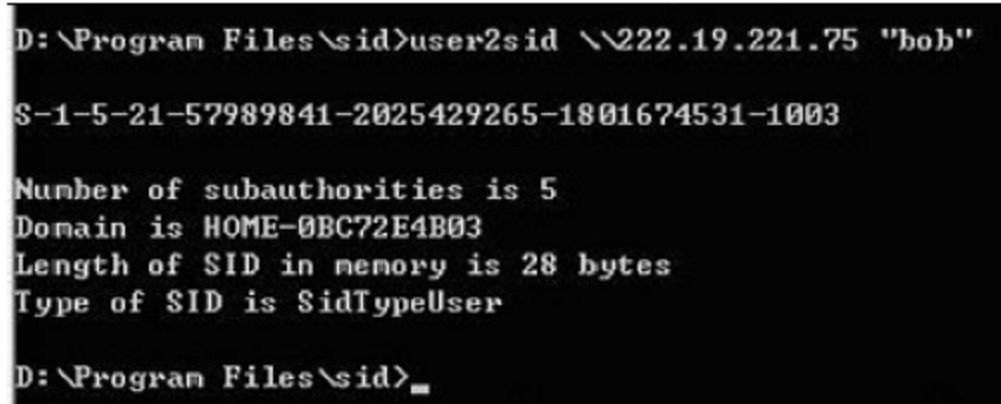 D:\Program Files\sid>user2sid \\222.19.221.75 "bob"
S-1-5-21-57989841-2025429265-1801674531-1003
Number of subauthorities is 5
Domain is HOME-0BC72E4B03
Length of SID in memory is 28 bytes
Type of SID is SidTypeUser
D:\Program Files\sid>_